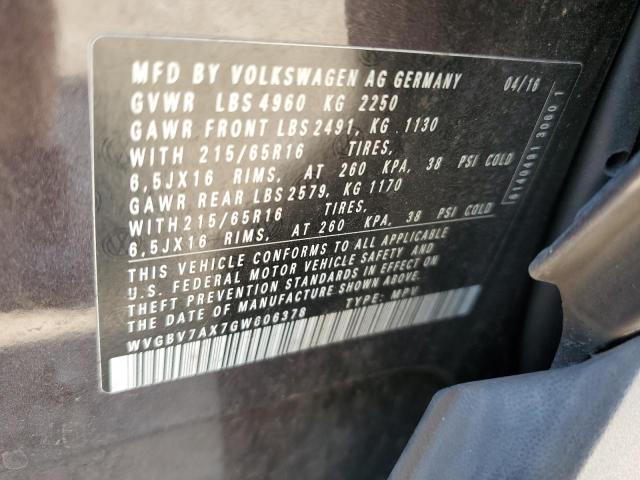 MFD BY VOLKSWAGEN AG GERMANY 04/16
GVWR LBS 4960 KG 2250
GAWR FRONT LBS 2491, KG 1130
WITH 215/65R16 TIRES,
6,5JX16 RIMS, AT 260 KPA, 38 PSI COLD
GAWR REAR LBS 2579, KG 1170
WITH 215/65R16 TIRES,
6,5JX16 RIMS, AT 260 KPA, 38 PSI COLD
THIS VEHICLE CONFORMS TO ALL APPLICABLE
U.S. FEDERAL MOTOR VEHICLE SAFETY AND
THEFT PREVENTION STANDARDS IN EFFECT ON
THE DATE OF MANUFACTURE SHOWN ABOVE.
WVGBV7AX7GW606378 TYPE: MPV